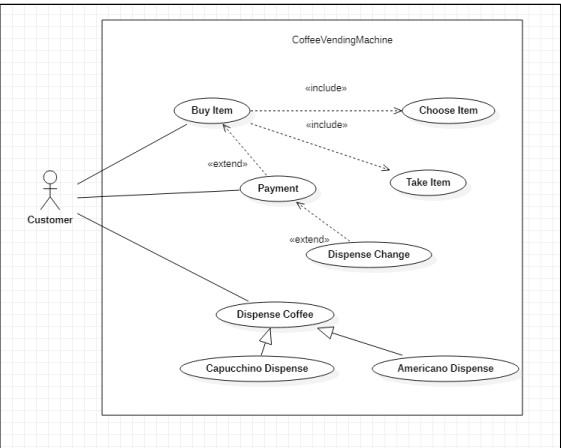 CoffeeVendingMachine
«include»
Buy Item
Choose Item
«include»
«extend»
Payment
Take Item
Customer
«extend»
Dispense Change
Dispense Coffee
Capucchino Dispense
Americano Dispense